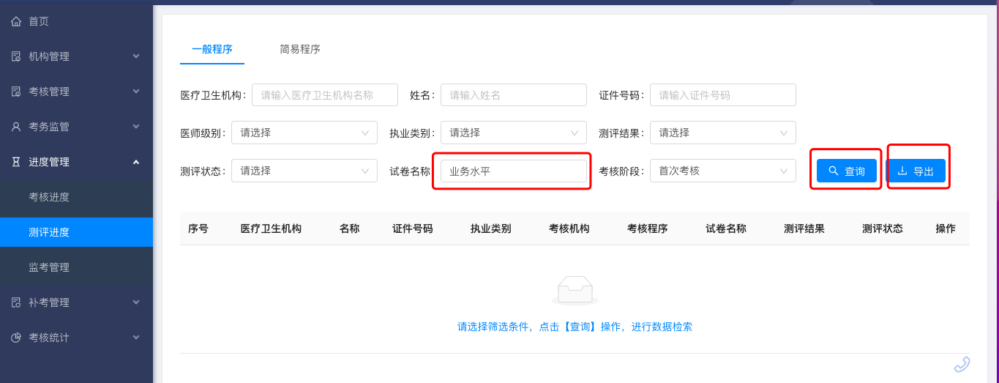 首页
机构管理
考核管理
考务监管
进度管理
考核进度
测评进度
监考管理
补考管理
考核统计
一般程序 简易程序
医疗卫生机构: 请输入医疗卫生机构名称 姓名: 请输入姓名 证件号码: 请输入证件号码
医师级别: 请选择 执业类别: 请选择 测评结果: 请选择
测评状态: 请选择 试卷名称 业务水平 考核阶段: 首次考核 查询 导出
序号 医疗卫生机构 名称 证件号码 执业类别 考核机构 考核程序 试卷名称 测评结果 测评状态 操作
请选择筛选条件，点击【查询】操作，进行数据检索